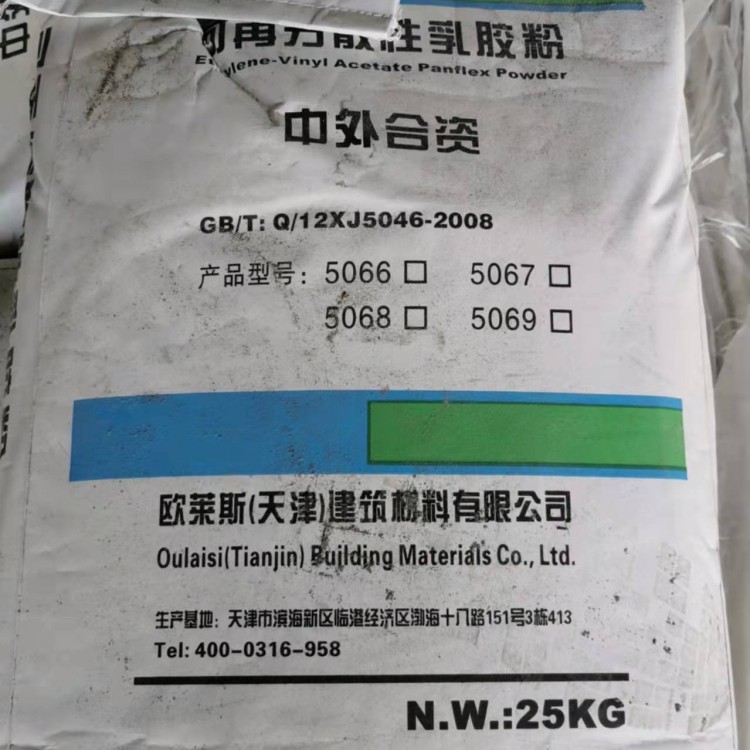 再分散性乳胶粉
Ethylene-Vinyl Acetate Panflex Powder
中外合资
GB/T: Q/12XJ5046-2008
产品型号: 5066 □ 5067 □
5068 □ 5069 □
欧莱斯(天津)建筑材料有限公司
Oulaisi(Tianjin) Building Materials Co., Ltd.
生产基地: 天津市滨海新区临港经济区渤海十八路151号3栋413
Tel: 400-0316-958
N.W.:25KG